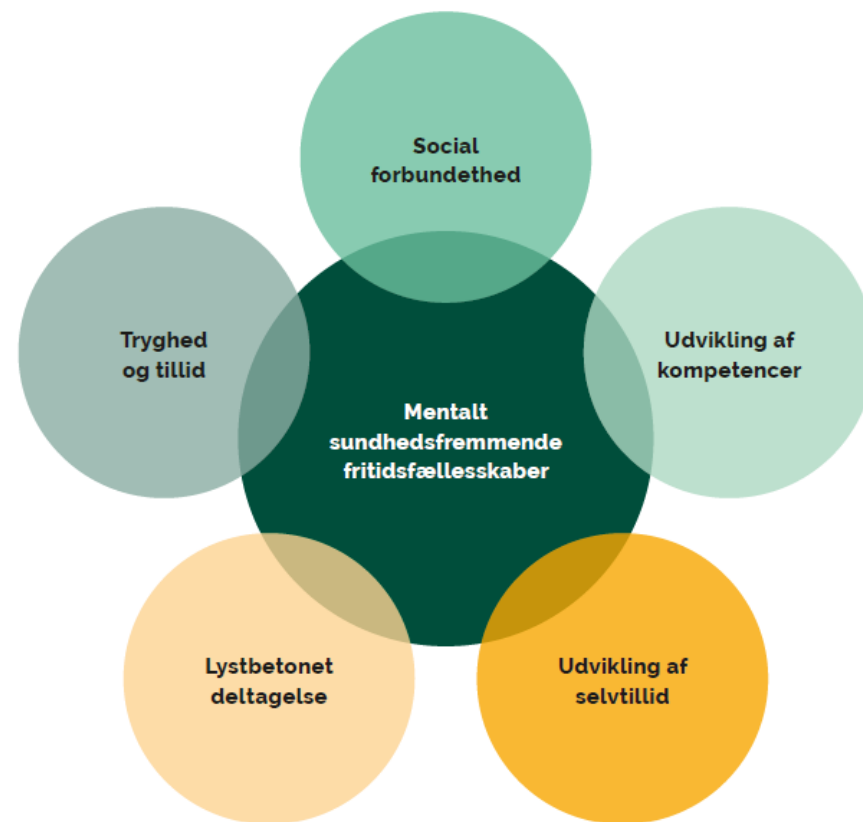 Social
forbundethed
Tryghed
og tillid
Udvikling af
kompetencer
Mentalt
sundhedsfremmende
fritidsfællesskaber
Lystbetonet
deltagelse
Udvikling af
selvtillid